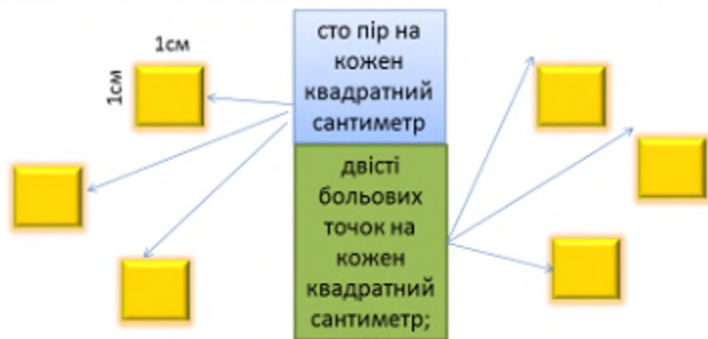 1см
1см
сто пір на
кожен
квадратний
сантиметр
двісті
больових
точок на
кожен
квадратний
сантиметр;